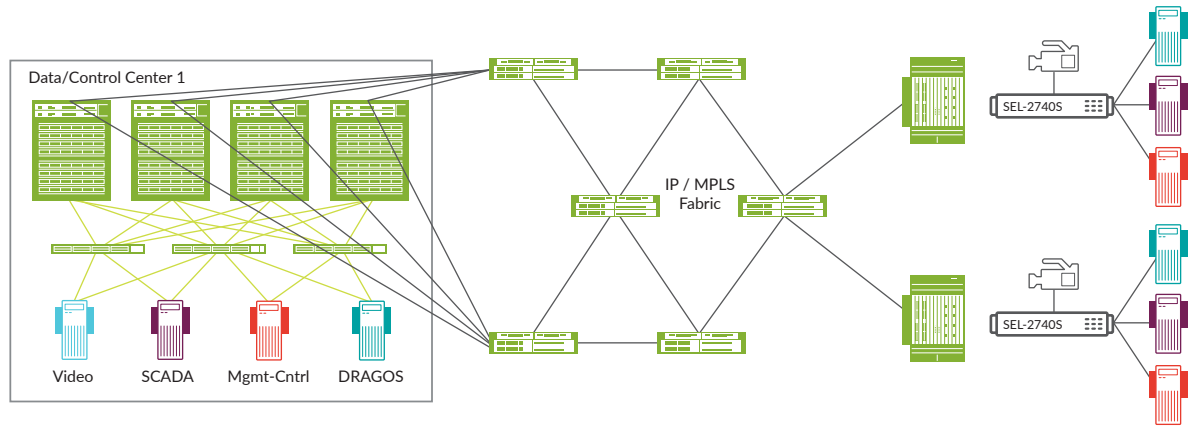 Data/Control Center 1
SEL-2740S
IP / MPLS
Fabric
SEL-2740S
Video
SCADA
Mgmt-Cntrl
DRAGOS